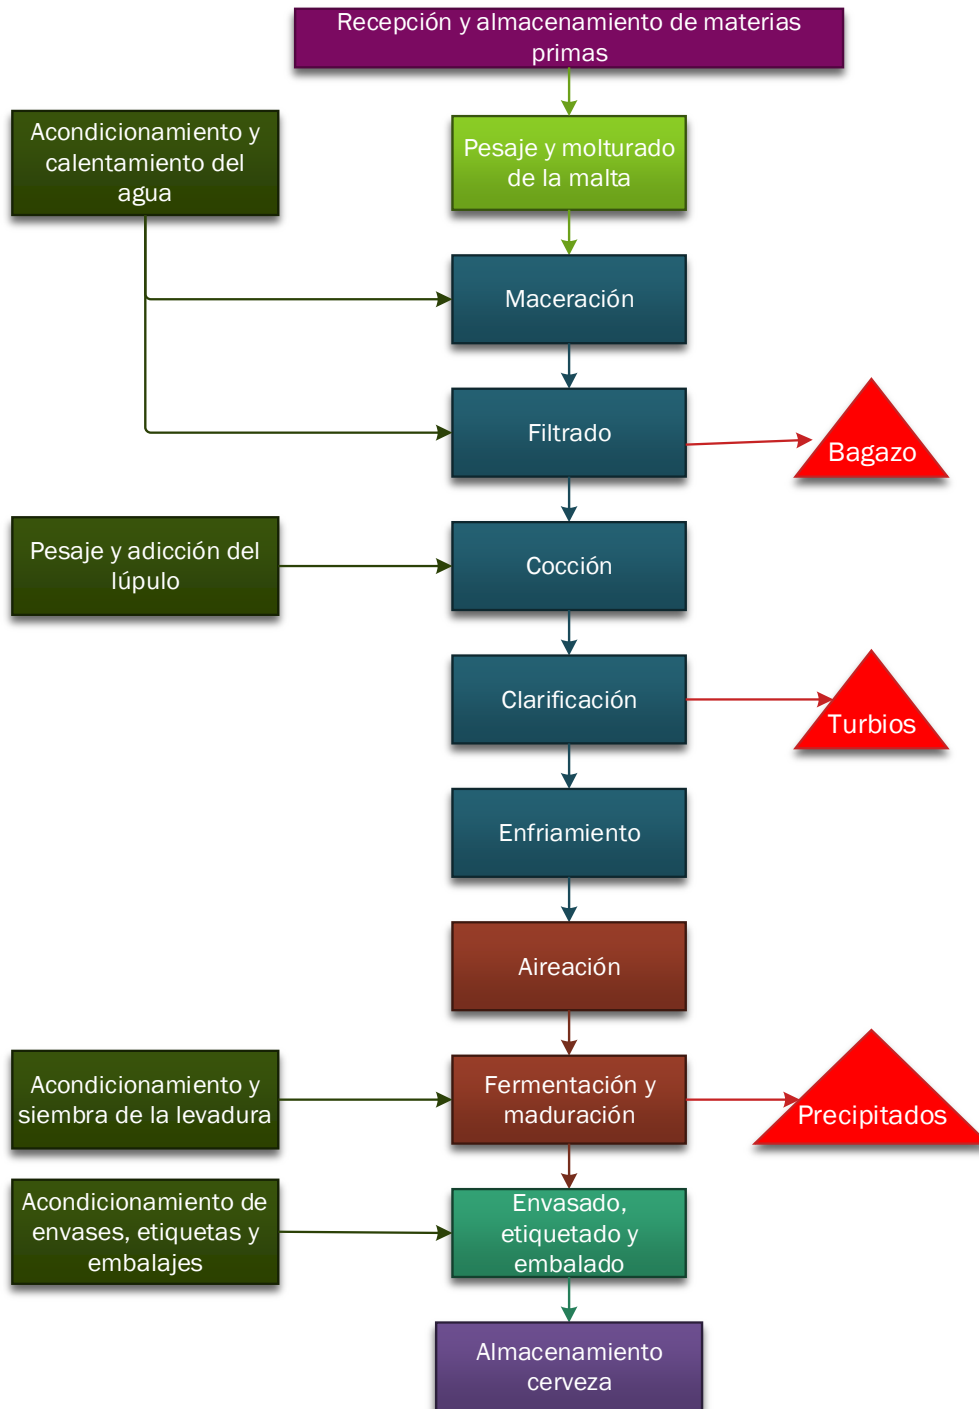 Recepción y almacenamiento de materias
primas
Acondicionamiento y
calentamiento del
agua
Pesaje y molturado
de la malta
Maceración
Filtrado
Bagazo
Pesaje y adicción del
lúpulo
Cocción
Clarificación
Turbios
Enfriamiento
Aireación
Acondicionamiento y
siembra de la levadura
Fermentación y
maduración
Precipitados
Acondicionamiento de
envases, etiquetas y
embalajes
Envasado,
etiquetado y
embalado
Almacenamiento
cerveza